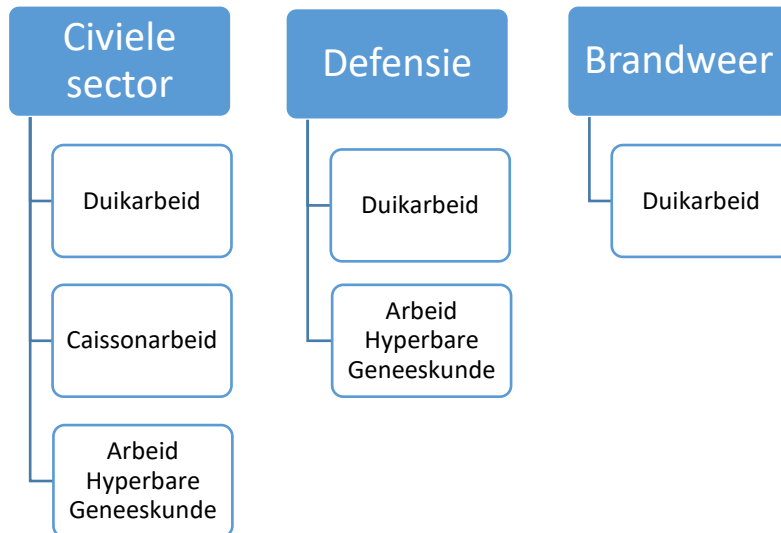 Civiele
sector
Duikarbeid
Caissonarbeid
Arbeid
Hyperbare
Geneeskunde
Defensie
Duikarbeid
Arbeid
Hyperbare
Geneeskunde
Brandweer
Duikarbeid